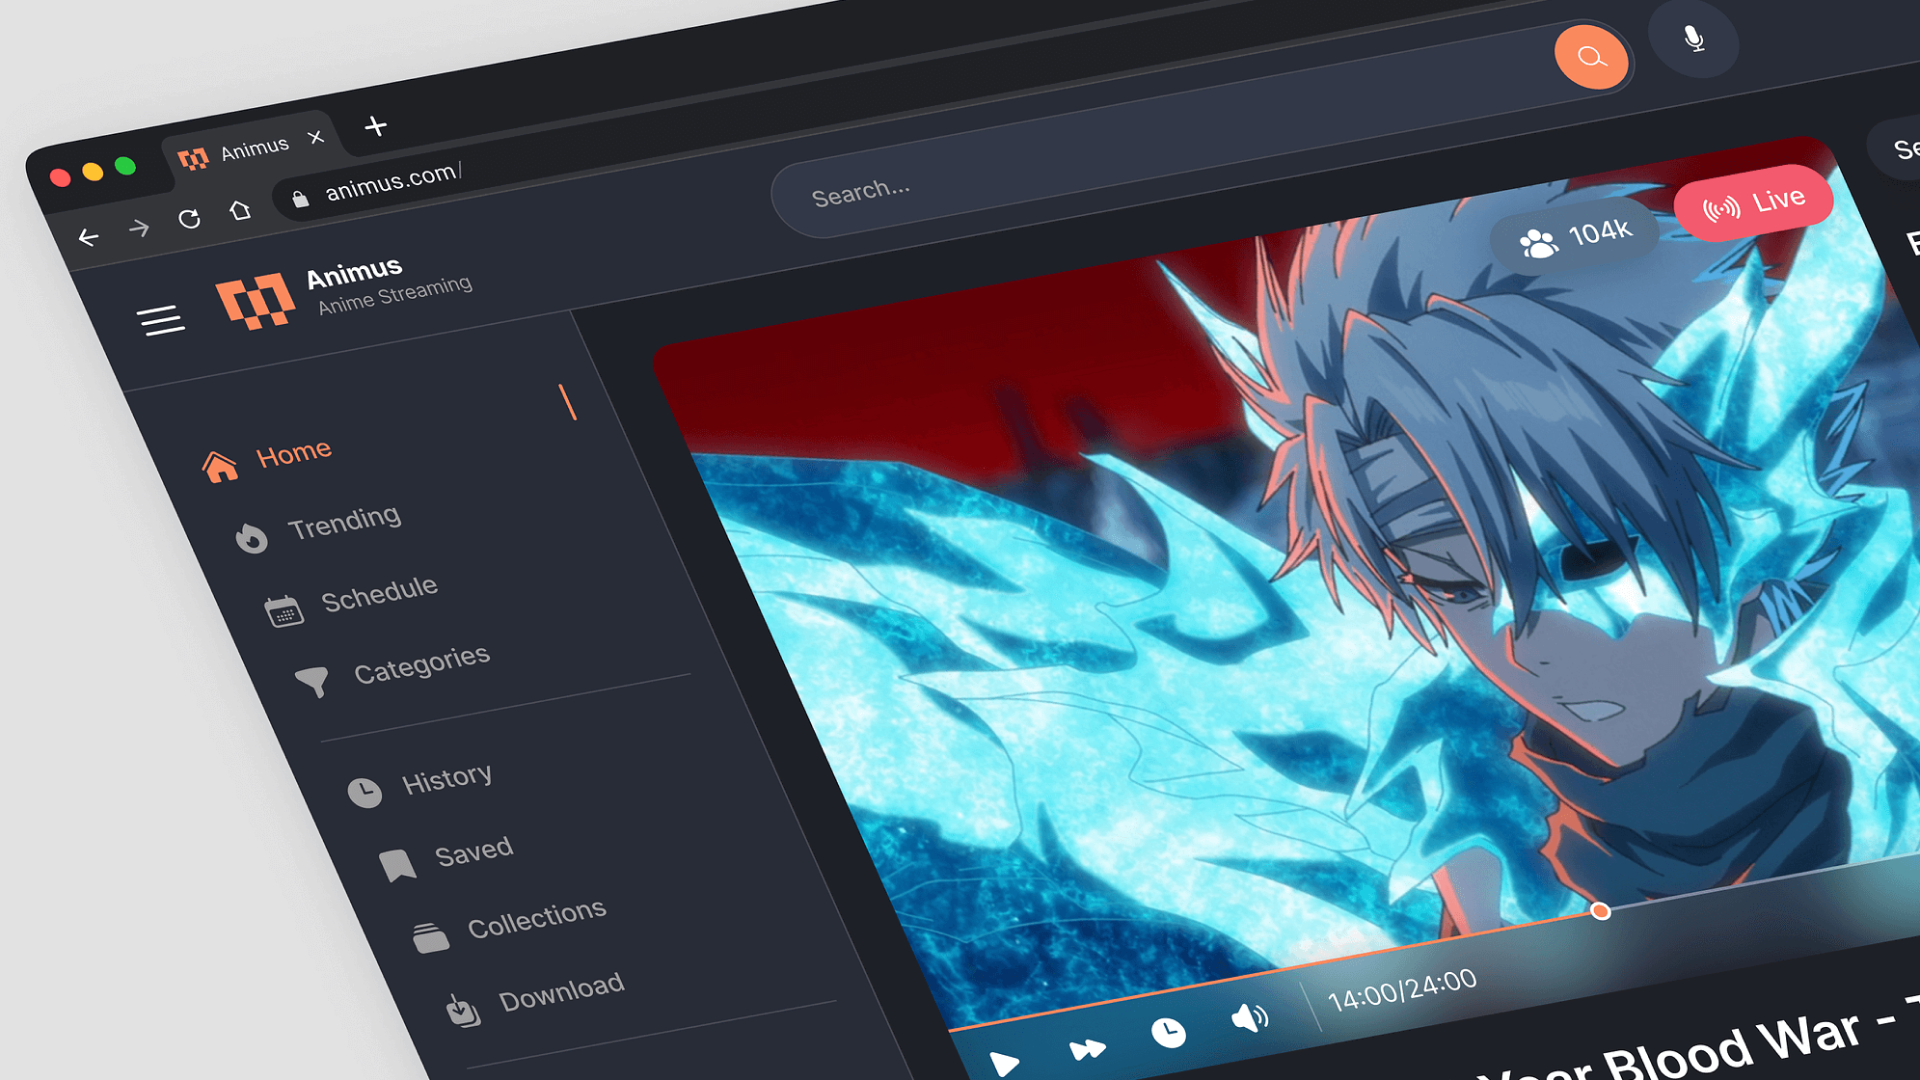 Animus
animus.com/
Animus
Anime Streaming
Search...
Home
Trending
Schedule
Categories
History
Saved
Collections
Download
104k
Live
14:00/24:00
Year Blood War -